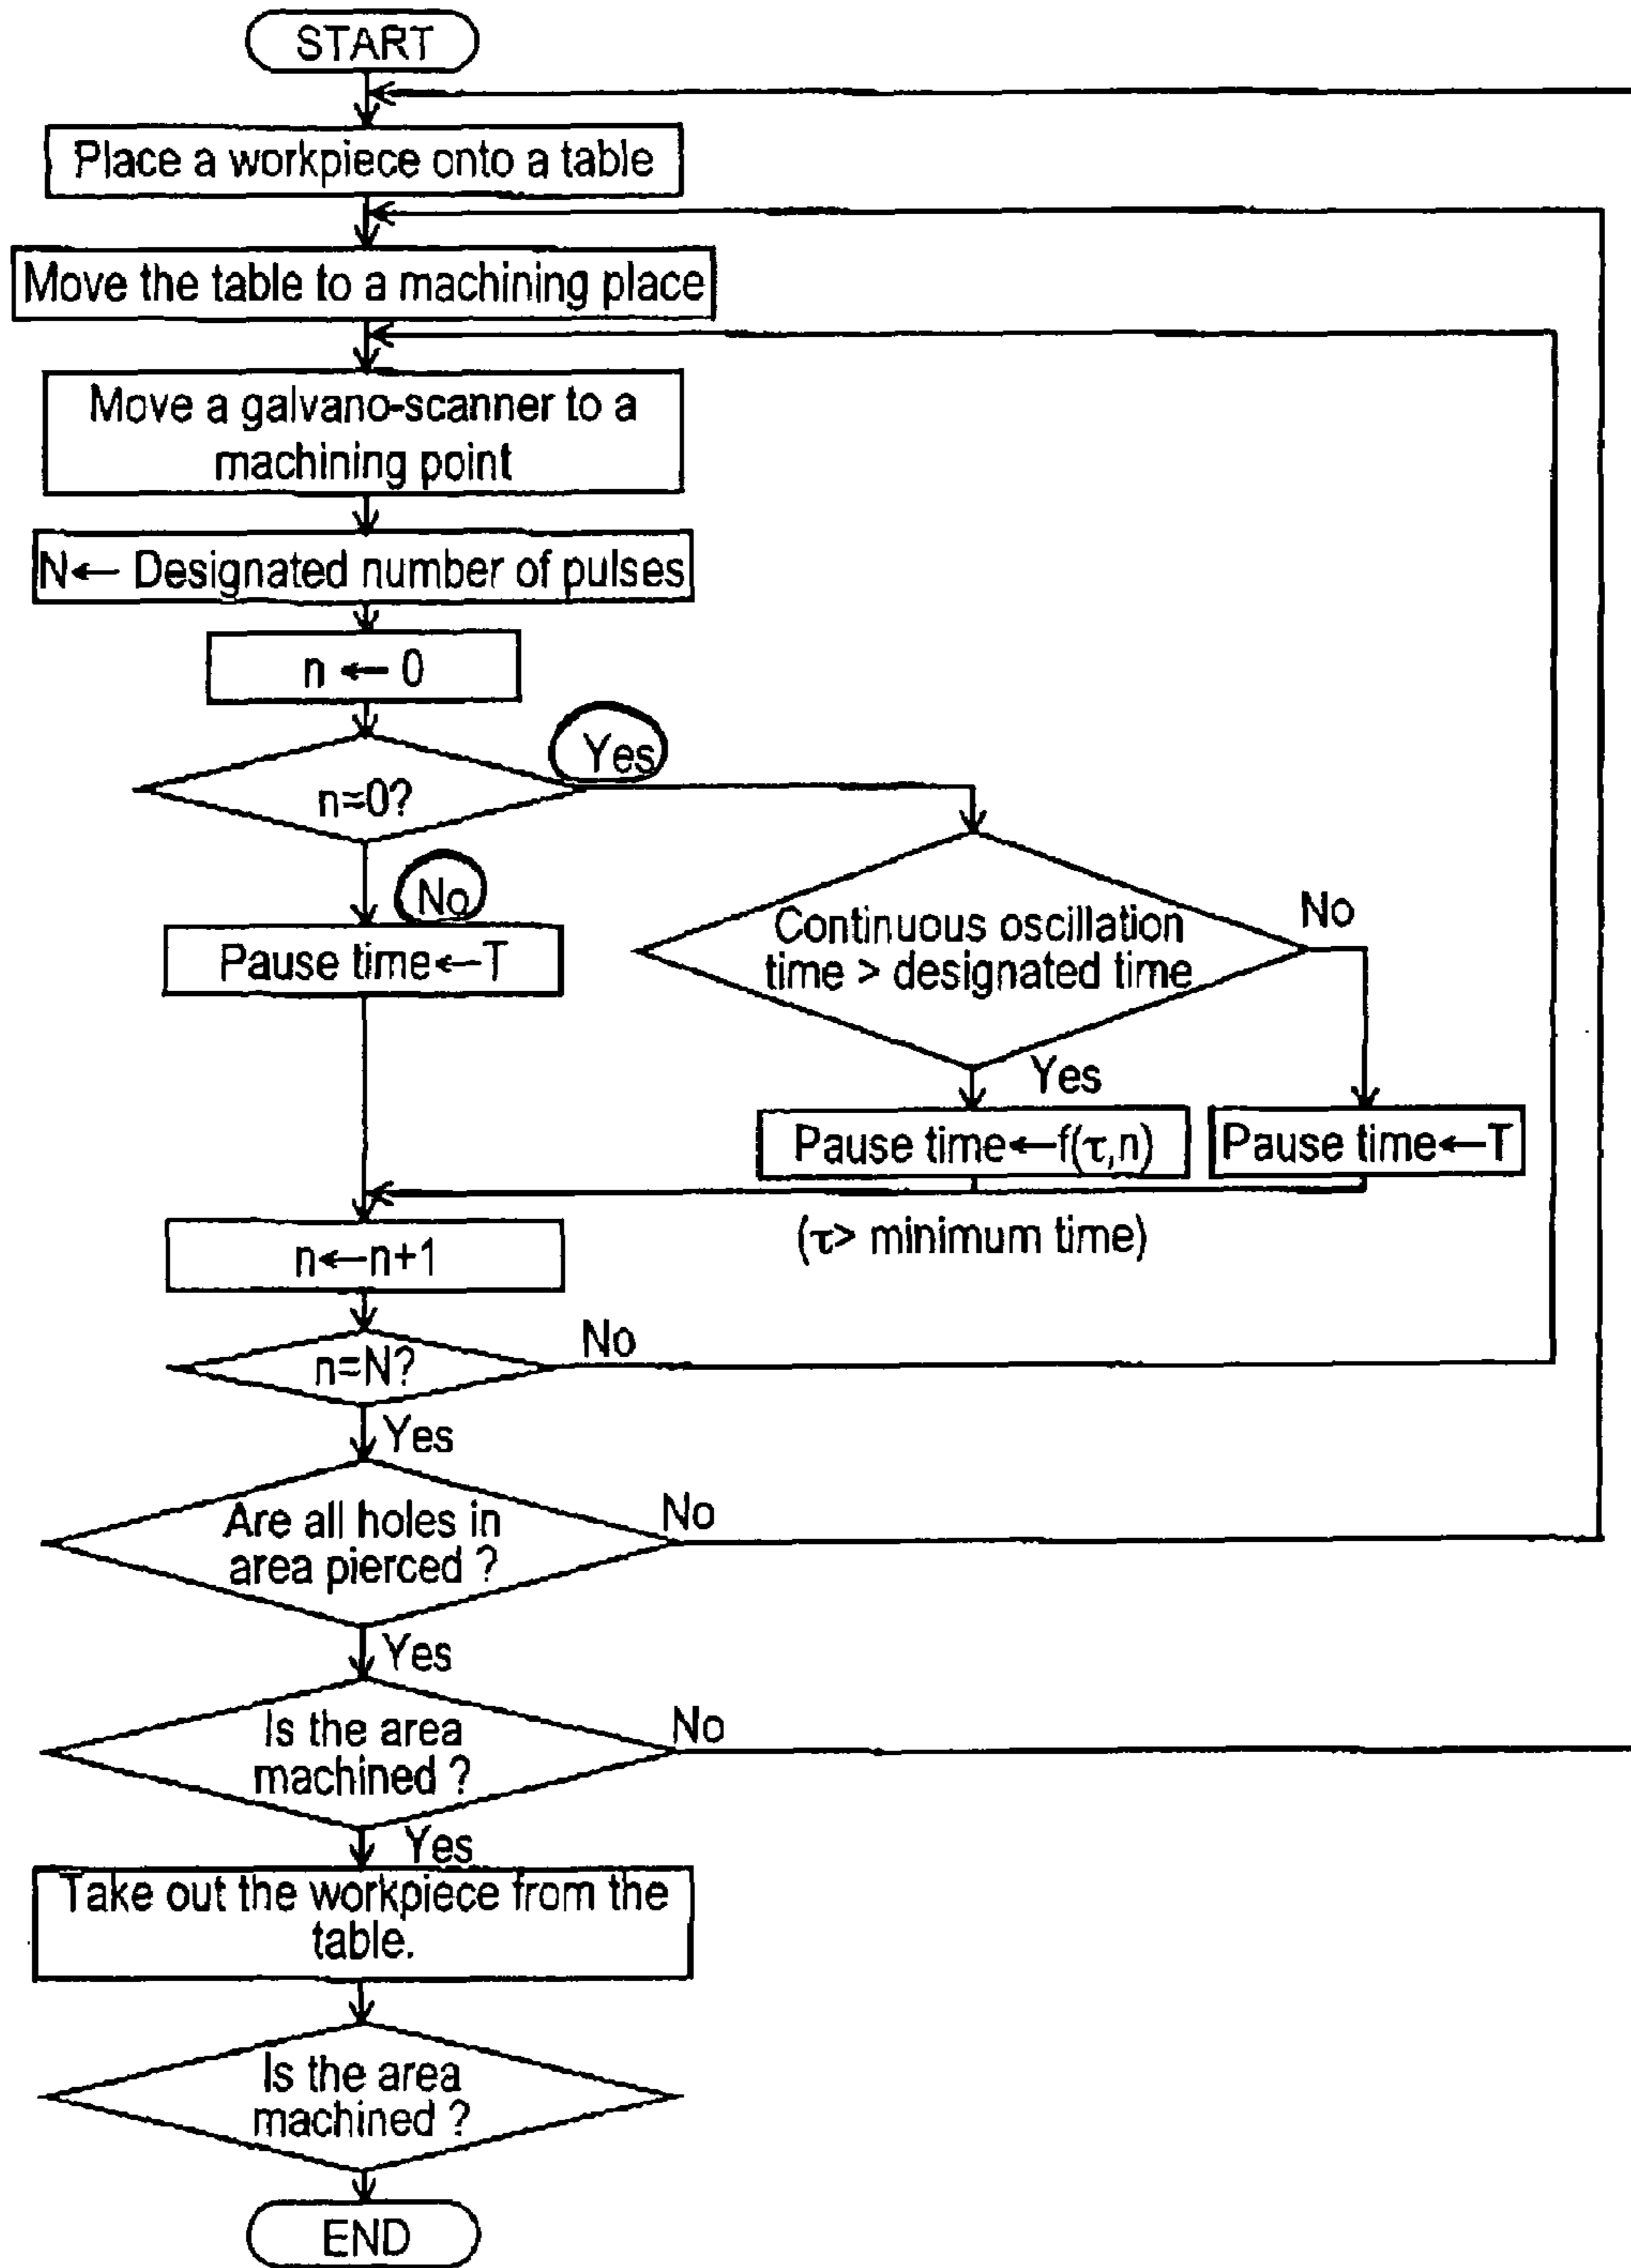 START
Place a workpiece onto a table
Move the table to a machining place
Move a galvano-scanner to a
machining point
N← Designated number of pulses
n ← 0
n=0?
Yes
No
Pause time←T
Continuous oscillation
time > designated time
No
Yes
Pause time←f(τ,n)
Pause time←T
(τ> minimum time)
n←n+1
n=N?
No
Yes
Are all holes in
area pierced ?
No
Yes
Is the area
machined ?
No
Yes
Take out the workpiece from the
table.
Is the area
machined ?
END